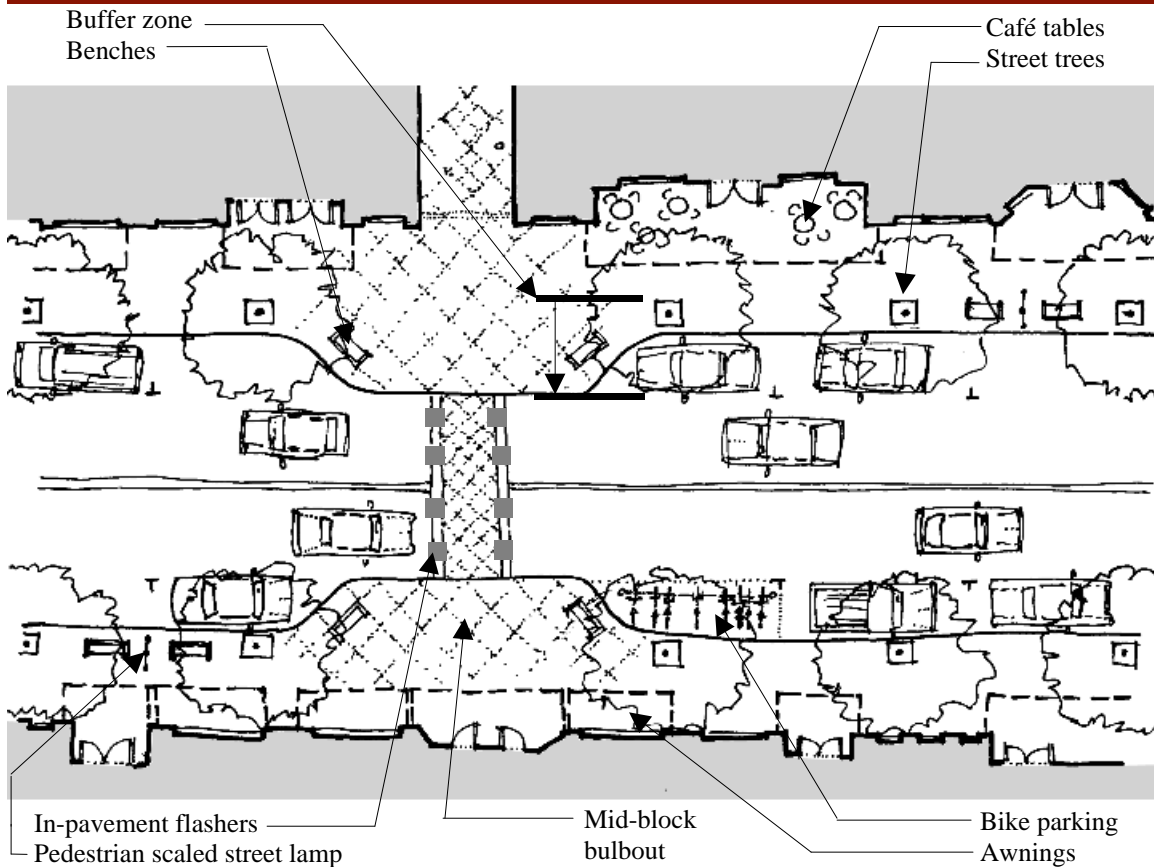 Buffer zone
Benches
Café tables
Street trees
In-pavement flashers
Pedestrian scaled street lamp
Mid-block
bulbout
Bike parking
Awnings